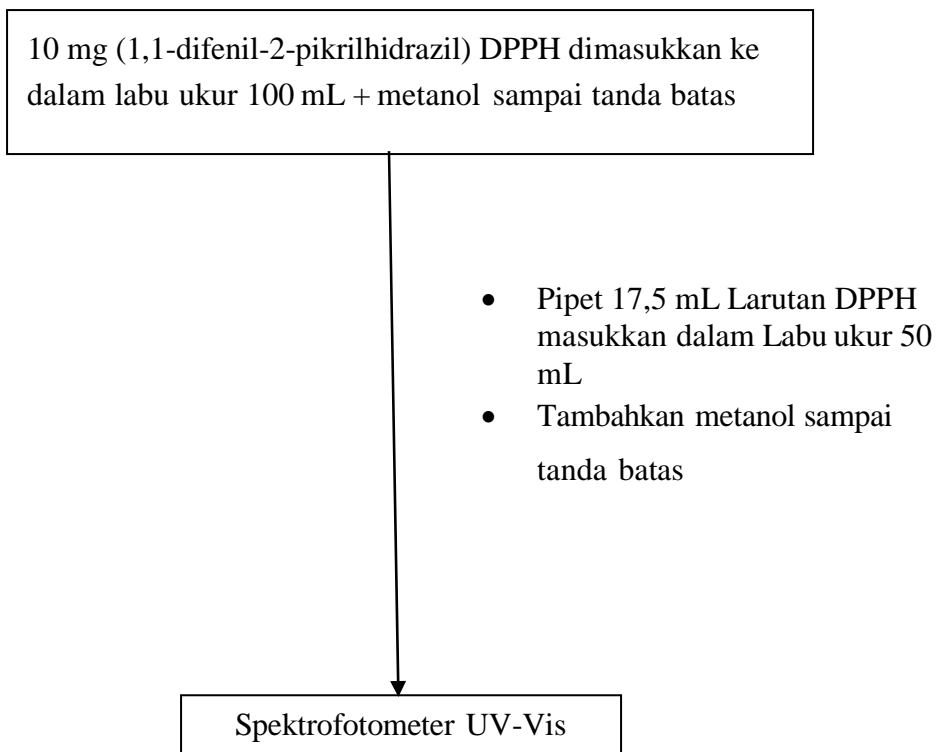 10 mg (1,1-difenil-2-pikrilhidrazil) DPPH dimasukkan ke
dalam labu ukur 100 mL + metanol sampai tanda batas
• Pipet 17,5 mL Larutan DPPH
masukkan dalam Labu ukur 50
mL
• Tambahkan metanol sampai
tanda batas
Spektrofotometer UV-Vis